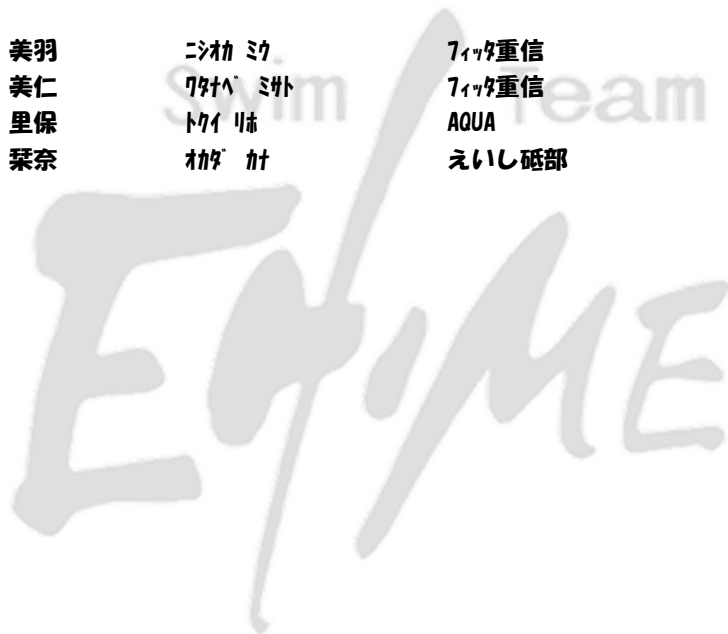 美羽 ﾆｼｵｶ ﾐｳ ﾌｨｯﾀ重信
美仁 ﾜﾀﾅﾍﾞ ﾐｻﾄ ﾌｨｯﾀ重信
里保 ﾄｸｲ ﾘﾎ AQUA
栞奈 ｵｶﾀﾞ ｶﾅ えいし砥部
Swim Team
EHIME